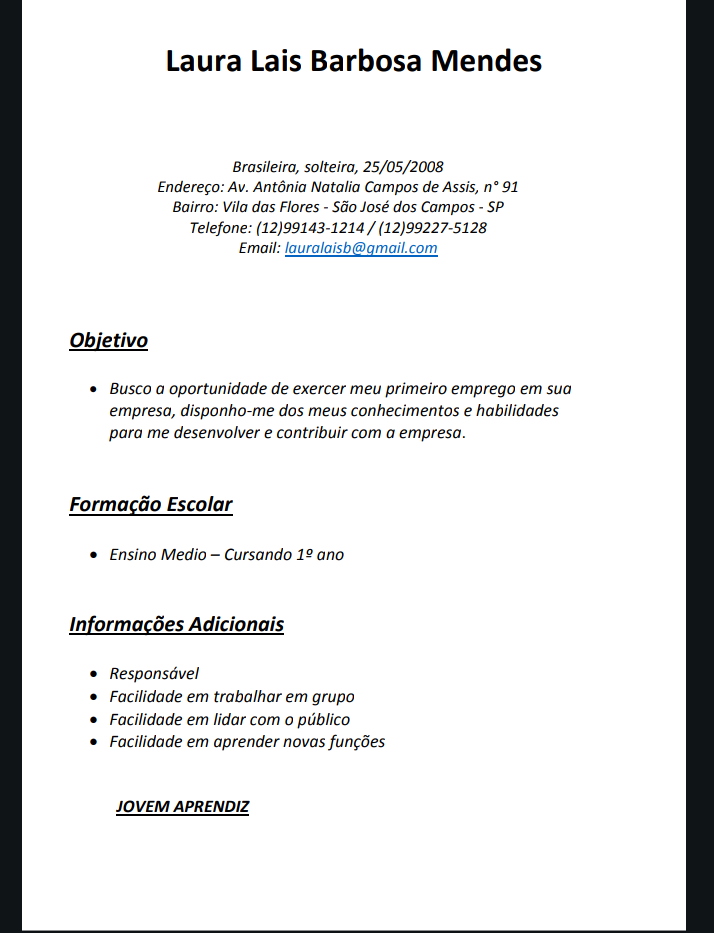 Laura Lais Barbosa Mendes
Brasileira, solteira, 25/05/2008
Endereço: Av. Antônia Natalia Campos de Assis, n° 91
Bairro: Vila das Flores - São José dos Campos - SP
Telefone: (12)99143-1214 / (12)99227-5128
Email: lauralaisb@gmail.com
Objetivo
• Busco a oportunidade de exercer meu primeiro emprego em sua
empresa, disponho-me dos meus conhecimentos e habilidades
para me desenvolver e contribuir com a empresa.
Formação Escolar
• Ensino Medio – Cursando 1º ano
Informações Adicionais
• Responsável
• Facilidade em trabalhar em grupo
• Facilidade em lidar com o público
• Facilidade em aprender novas funções
JOVEM APRENDIZ